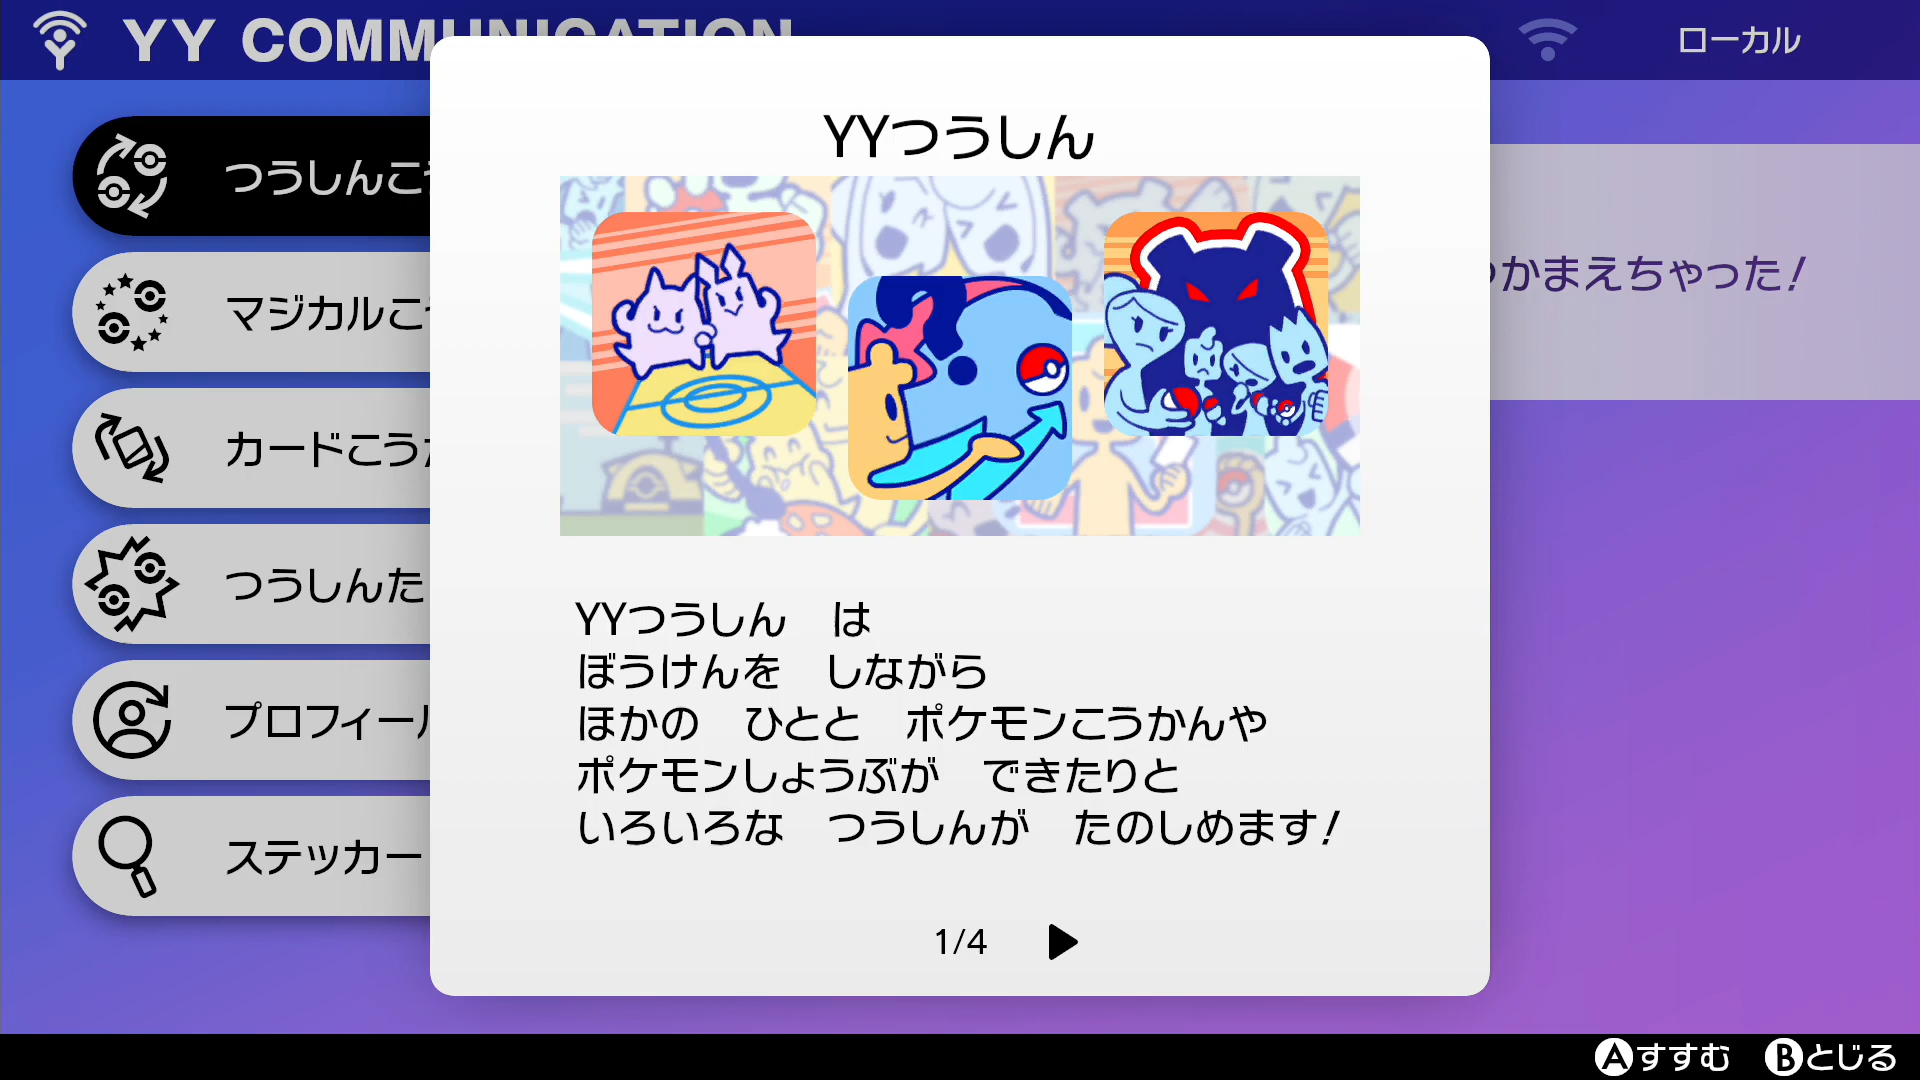 YY COMMUNICATION
ローカル
つうしんこ
マジカルこ
カードこう
つうしんた
プロフィール
ステッカー
かまえちゃった!
YYつうしん
YYつうしん は
ぼうけんを しながら
ほかの ひとと ポケモンこうかんや
ポケモンしょうぶが できたりと
いろいろな つうしんが たのしめます!
1/4
Aすすむ Bとじる